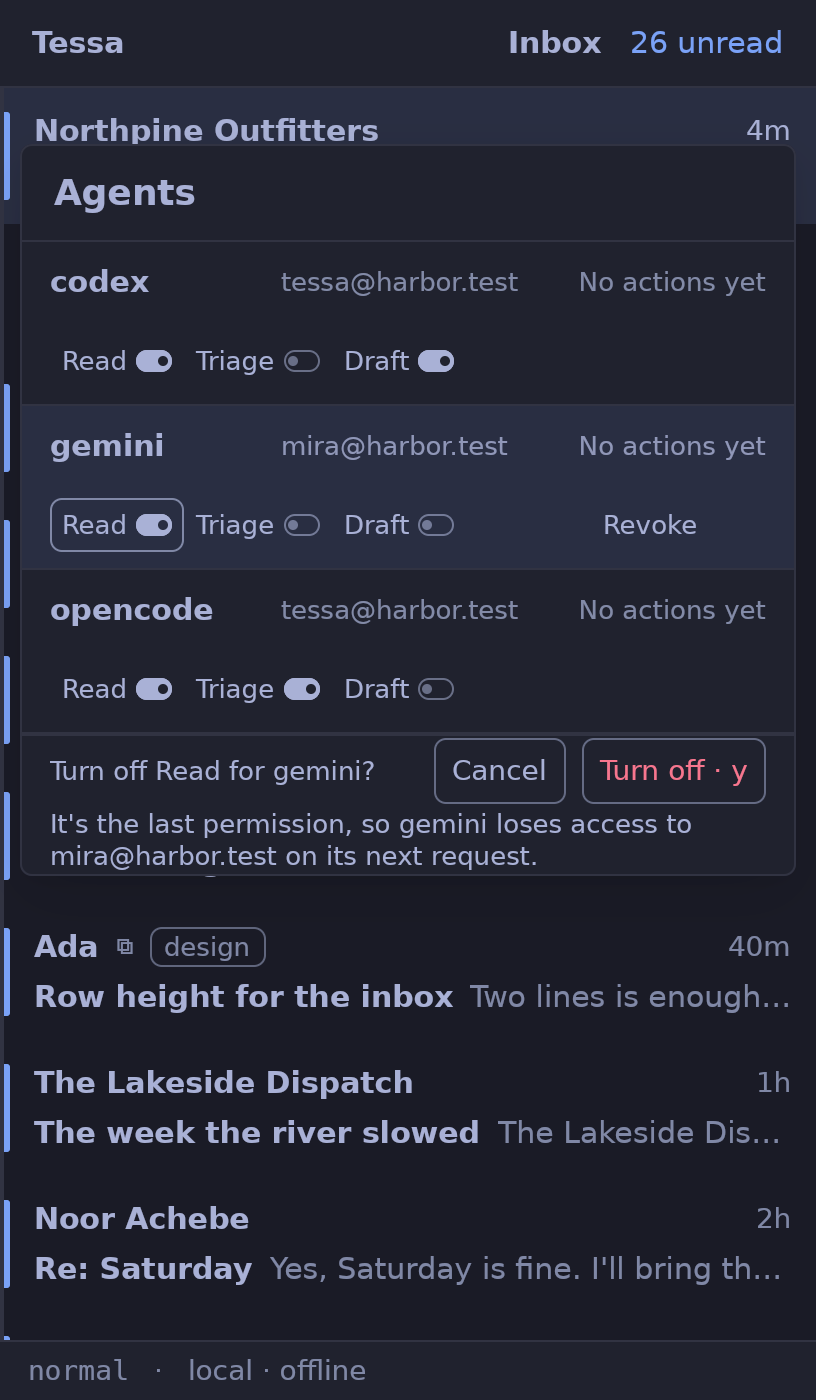 Tessa Inbox 26 unread
Northpine Outfitters 4m
Agents
codex tessa@harbor.test No actions yet
Read Triage Draft
gemini mira@harbor.test No actions yet
Read Triage Draft Revoke
opencode tessa@harbor.test No actions yet
Read Triage Draft
Turn off Read for gemini? Cancel Turn off · y
It's the last permission, so gemini loses access to
mira@harbor.test on its next request.
Ada design 40m
Row height for the inbox Two lines is enough…
The Lakeside Dispatch 1h
The week the river slowed The Lakeside Dis…
Noor Achebe 2h
Re: Saturday Yes, Saturday is fine. I'll bring th…
normal · local · offline